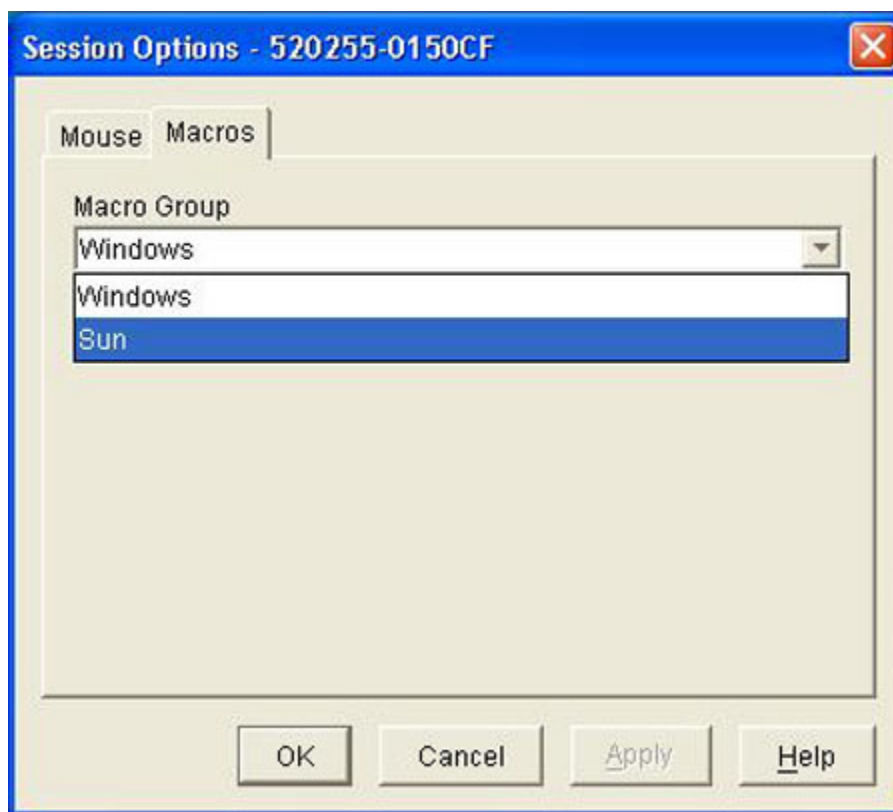 Session Options - 520255-0150CF
Mouse Macros
Macro Group
Windows
Windows
Sun
OK Cancel Apply Help